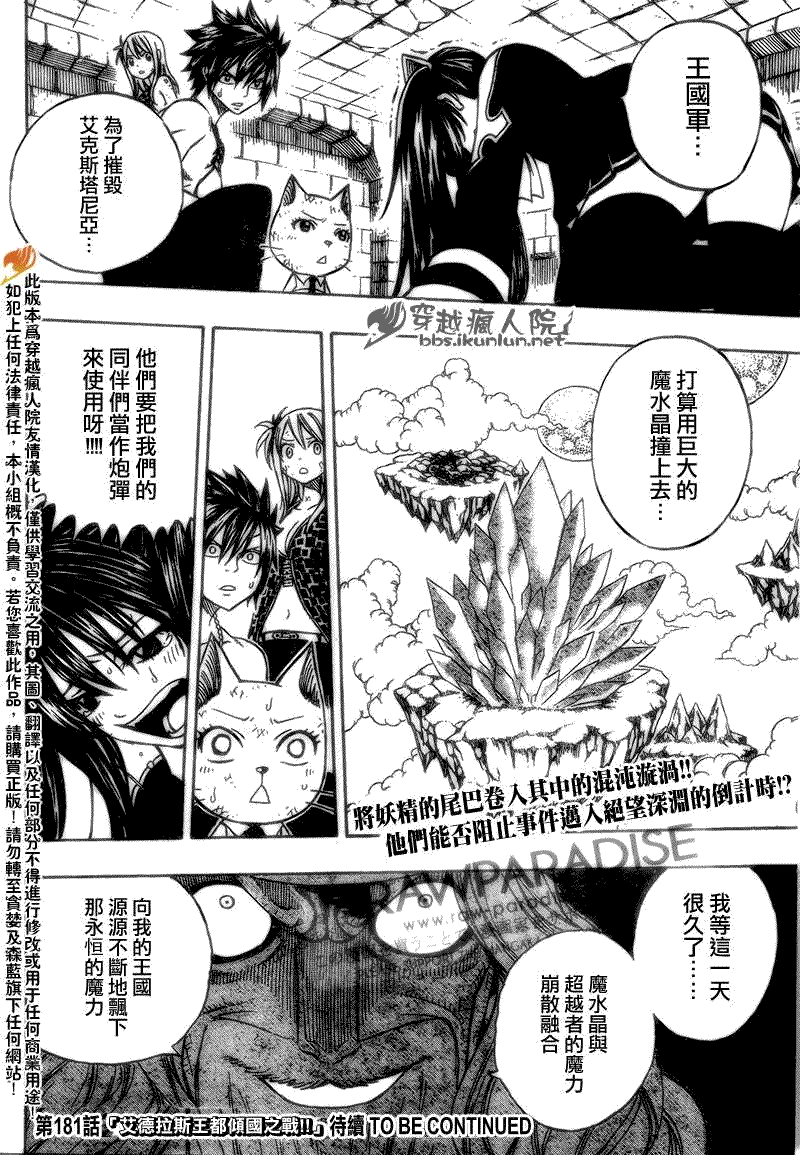 王國軍…
為了摧毀
艾克斯塔尼亞…
穿越瘋人院
bbs.ikunlun.net
打算用巨大的
魔水晶撞上去…
他們要把我們的
同伴們當作炮彈
來使用呀!!!!
將妖精的尾巴卷入其中的混沌漩渦!!
他們能否阻止事件邁入絕望深淵的倒計時!?
RAWPARADISE
我等這一天
很久了……
魔水晶與
超越者的魔力
崩散融合
向我的王國
源源不斷地飄下
那永恒的魔力
第181話「艾德拉斯王都傾國之戰!!」待續 TO BE CONTINUED
此版本爲穿越瘋人院友情漢化，僅供學習交流之用，其圖、翻譯以及任何部分不得進行修改或用于任何商業用途！
如犯上任何法律責任，本小組概不負責。若您喜歡此作品，請購買正版！請勿轉至貪婪及森藍旗下任何網站！